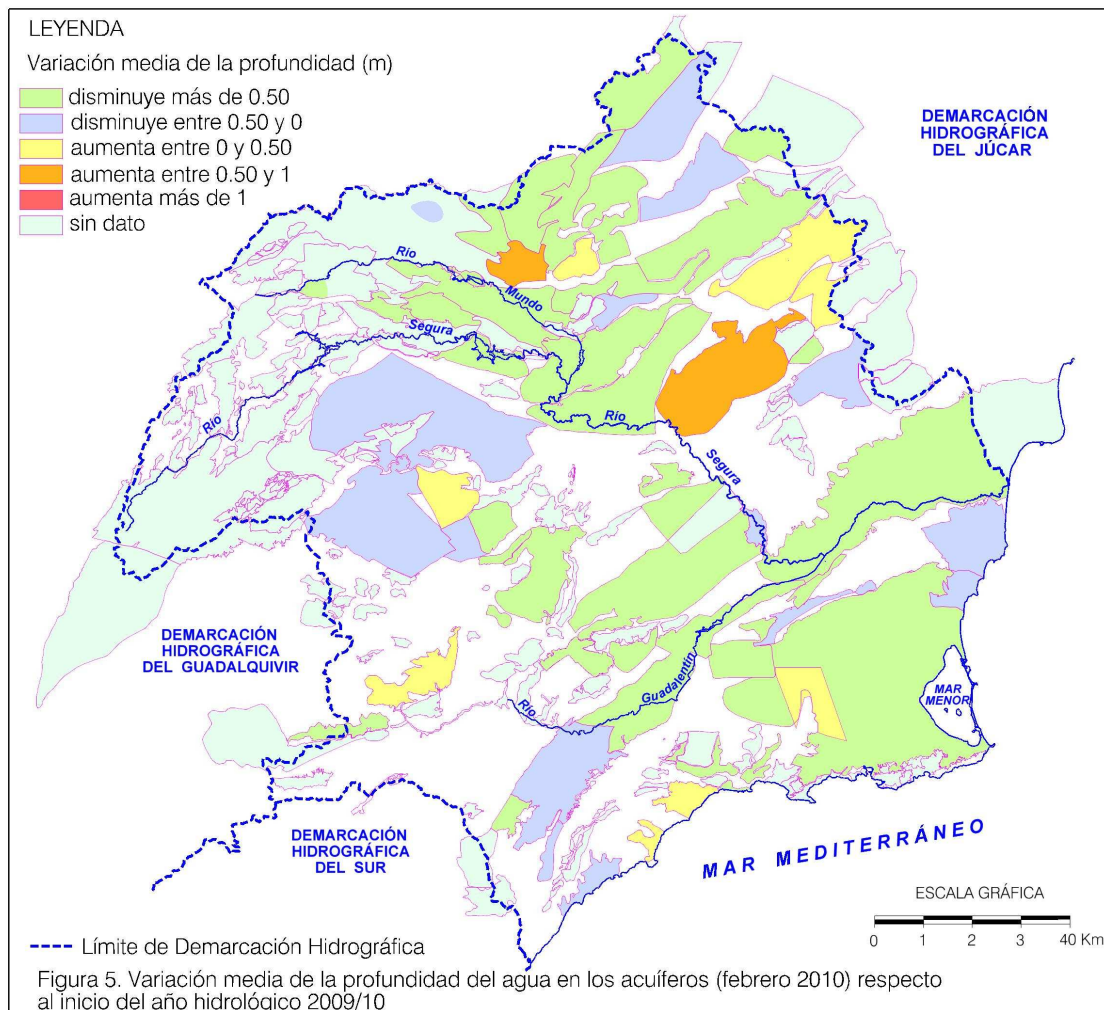 LEYENDA
Variación media de la profundidad (m)
disminuye más de 0.50
disminuye entre 0.50 y 0
aumenta entre 0 y 0.50
aumenta entre 0.50 y 1
aumenta más de 1
sin dato
DEMARCACIÓN
HIDROGRÁFICA
DEL JÚCAR
Río
Mundo
Segura
Río
Río
Segura
DEMARCACIÓN
HIDROGRÁFICA
DEL GUADALQUIVIR
Guadalentín
Río
MAR
MENOR
DEMARCACIÓN
HIDROGRÁFICA
DEL SUR
MAR MEDITERRÁNEO
ESCALA GRÁFICA
0 1 2 3 40 Km
Límite de Demarcación Hidrográfica
Figura 5. Variación media de la profundidad del agua en los acuíferos (febrero 2010) respecto
al inicio del año hidrológico 2009/10